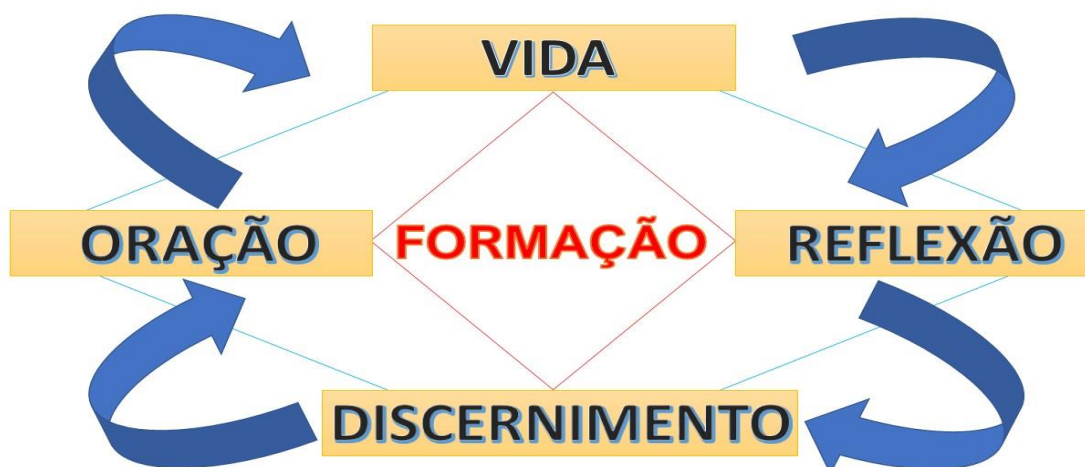 VIDA
ORAÇÃO
FORMAÇÃO
REFLEXÃO
DISCERNIMENTO